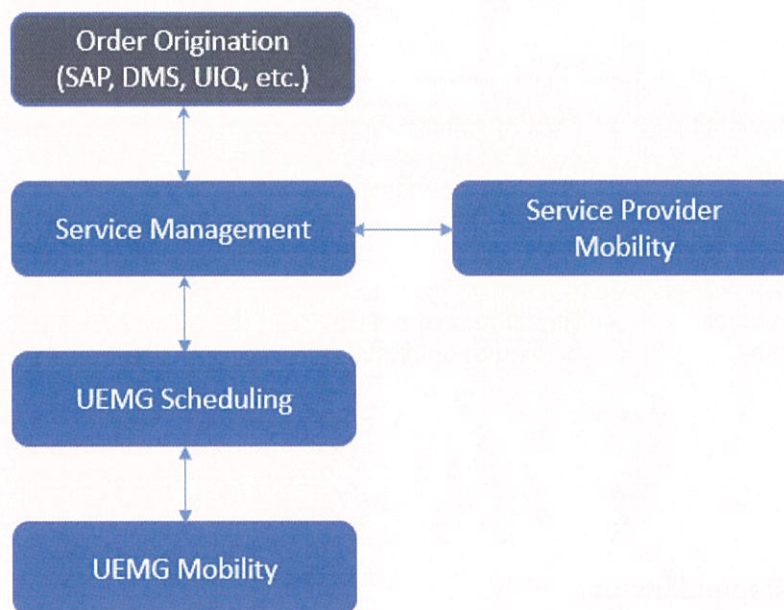 Order Origination
(SAP, DMS, UIQ, etc.)
Service Management
Service Provider
Mobility
UEMG Scheduling
UEMG Mobility